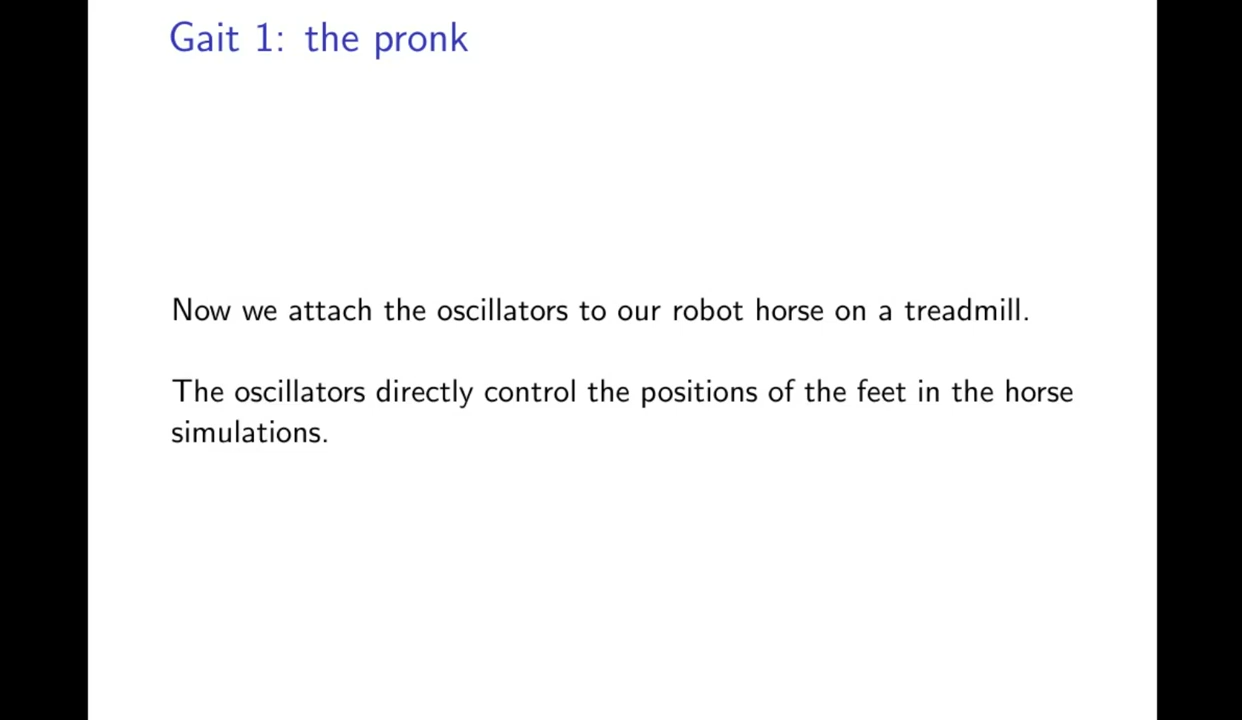 Gait 1: the pronk
Now we attach the oscillators to our robot horse on a treadmill.
The oscillators directly control the positions of the feet in the horse
simulations.